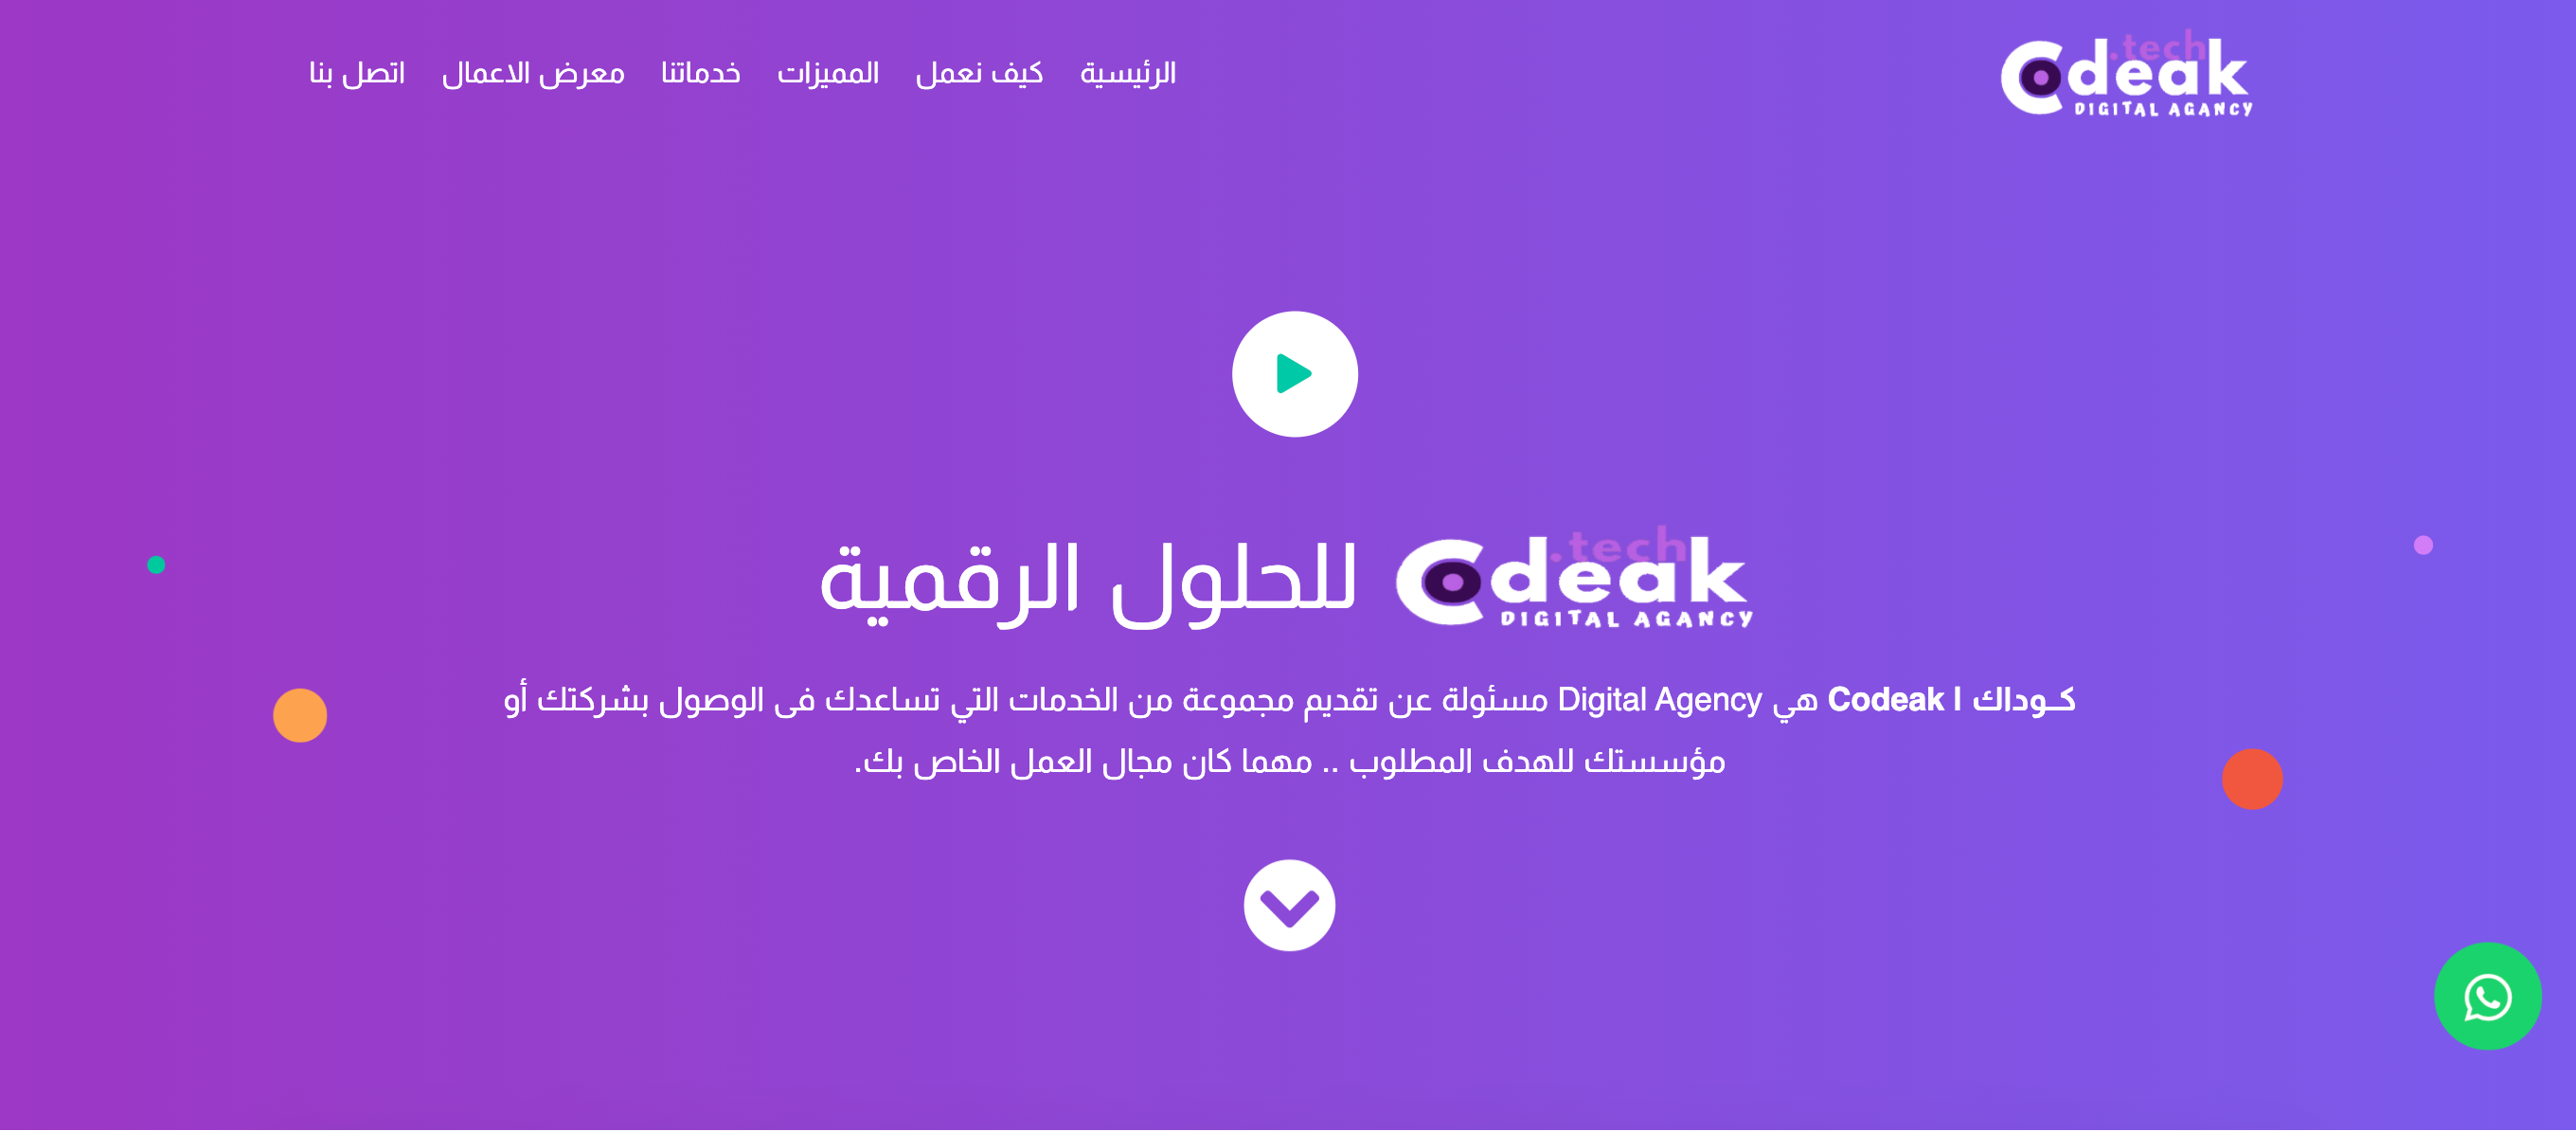 .tech
Codeak
DIGITAL AGANCY
الرئيسية كيف نعمل المميزات خدماتنا معرض الاعمال اتصل بنا
.tech
Codeak
DIGITAL AGANCY
للحلول الرقمية
كــوداك | Codeak هي Digital Agency مسئولة عن تقديم مجموعة من الخدمات التي تساعدك فى الوصول بشركتك أو
مؤسستك للهدف المطلوب .. مهما كان مجال العمل الخاص بك.